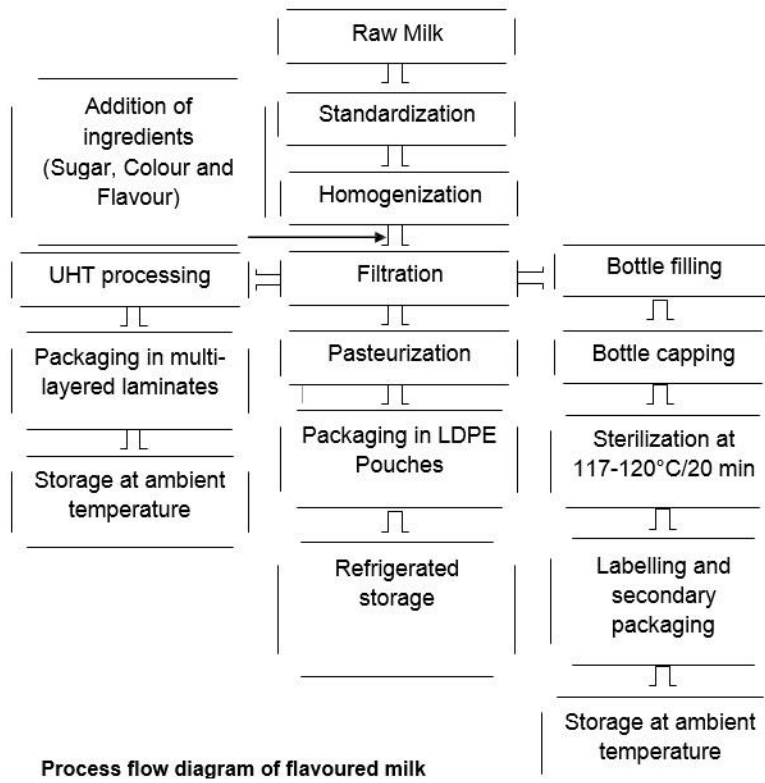 Raw Milk
Addition of
ingredients
(Sugar, Colour and
Flavour)
Standardization
Homogenization
UHT processing
Filtration
Bottle filling
Packaging in multi-
layered laminates
Pasteurization
Bottle capping
Storage at ambient
temperature
Packaging in LDPE
Pouches
Sterilization at
117-120°C/20 min
Refrigerated
storage
Labelling and
secondary
packaging
Storage at ambient
temperature
Process flow diagram of flavoured milk